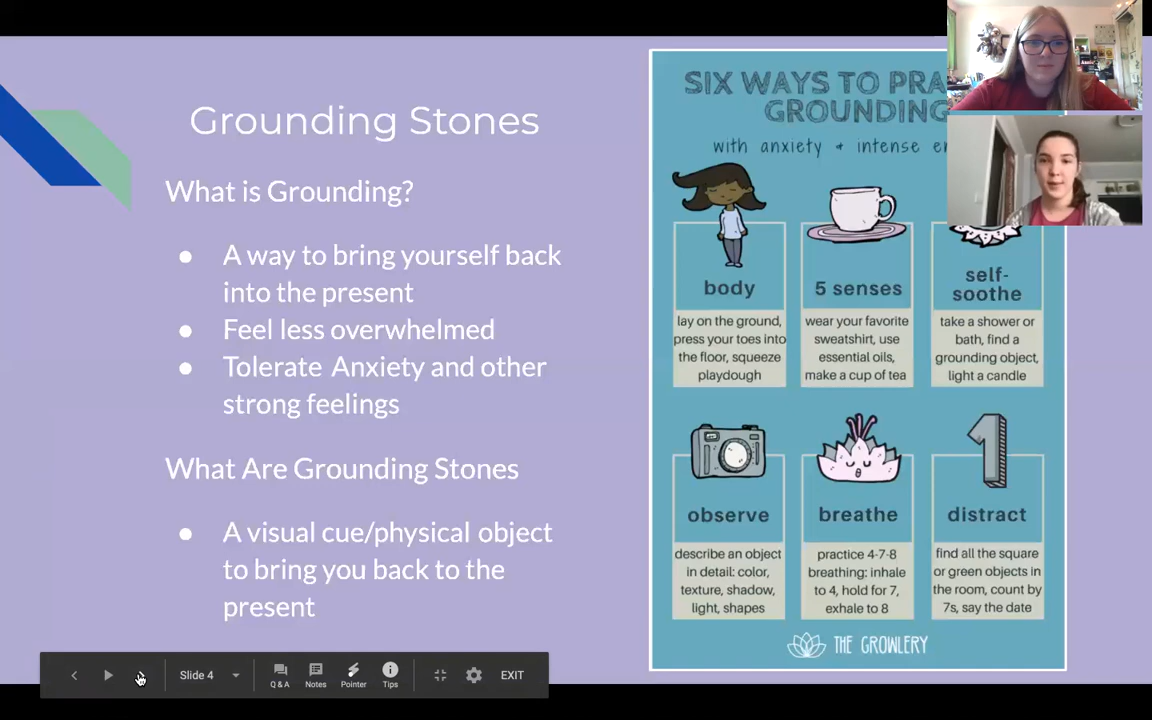 Grounding Stones
What is Grounding?
● A way to bring yourself back
into the present
● Feel less overwhelmed
● Tolerate Anxiety and other
strong feelings
What Are Grounding Stones
● A visual cue/physical object
to bring you back to the
present
SIX WAYS TO PRA
GROUNDING
with anxiety + intense e
body
lay on the ground,
press your toes into
the floor, squeeze
playdough
5 senses
wear your favorite
sweatshirt, use
essential oils,
make a cup of tea
self-
soothe
take a shower or
bath, find a
grounding object,
light a candle
observe
describe an object
in detail: color,
texture, shadow,
light, shapes
breathe
practice 4-7-8
breathing: inhale
to 4, hold for 7,
exhale to 8
1
distract
find all the square
or green objects in
the room, count by
7s, say the date
THE GROWLERY
Slide 4
Q & A
Notes
Pointer
Tips
EXIT